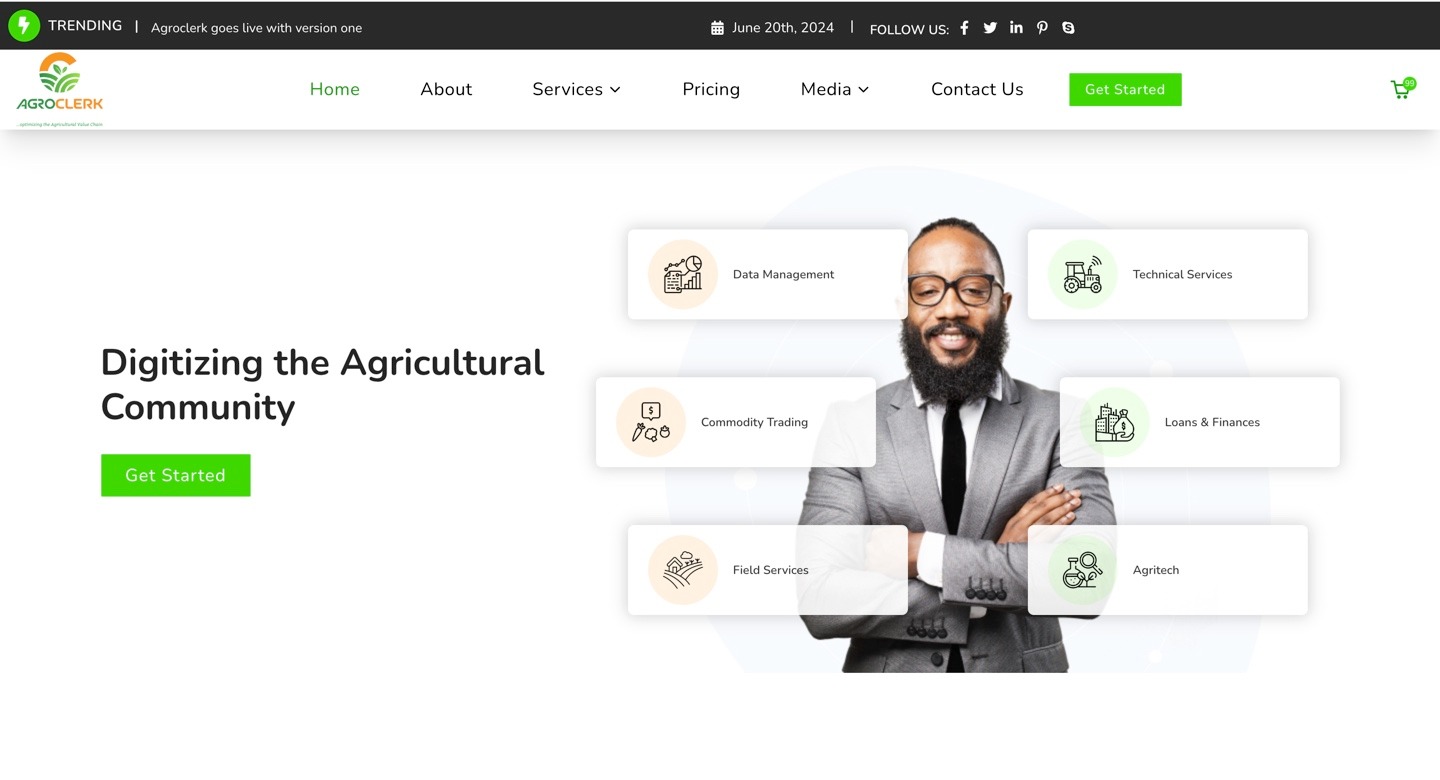 TRENDING | Agroclerk goes live with version one
June 20th, 2024 | FOLLOW US:
AGROCLERK
...optimizing the Agricultural Value Chain
Home About Services Pricing Media Contact Us Get Started
99
Data Management
Technical Services
Digitizing the Agricultural
Community
Get Started
Commodity Trading
Loans & Finances
Field Services
Agritech